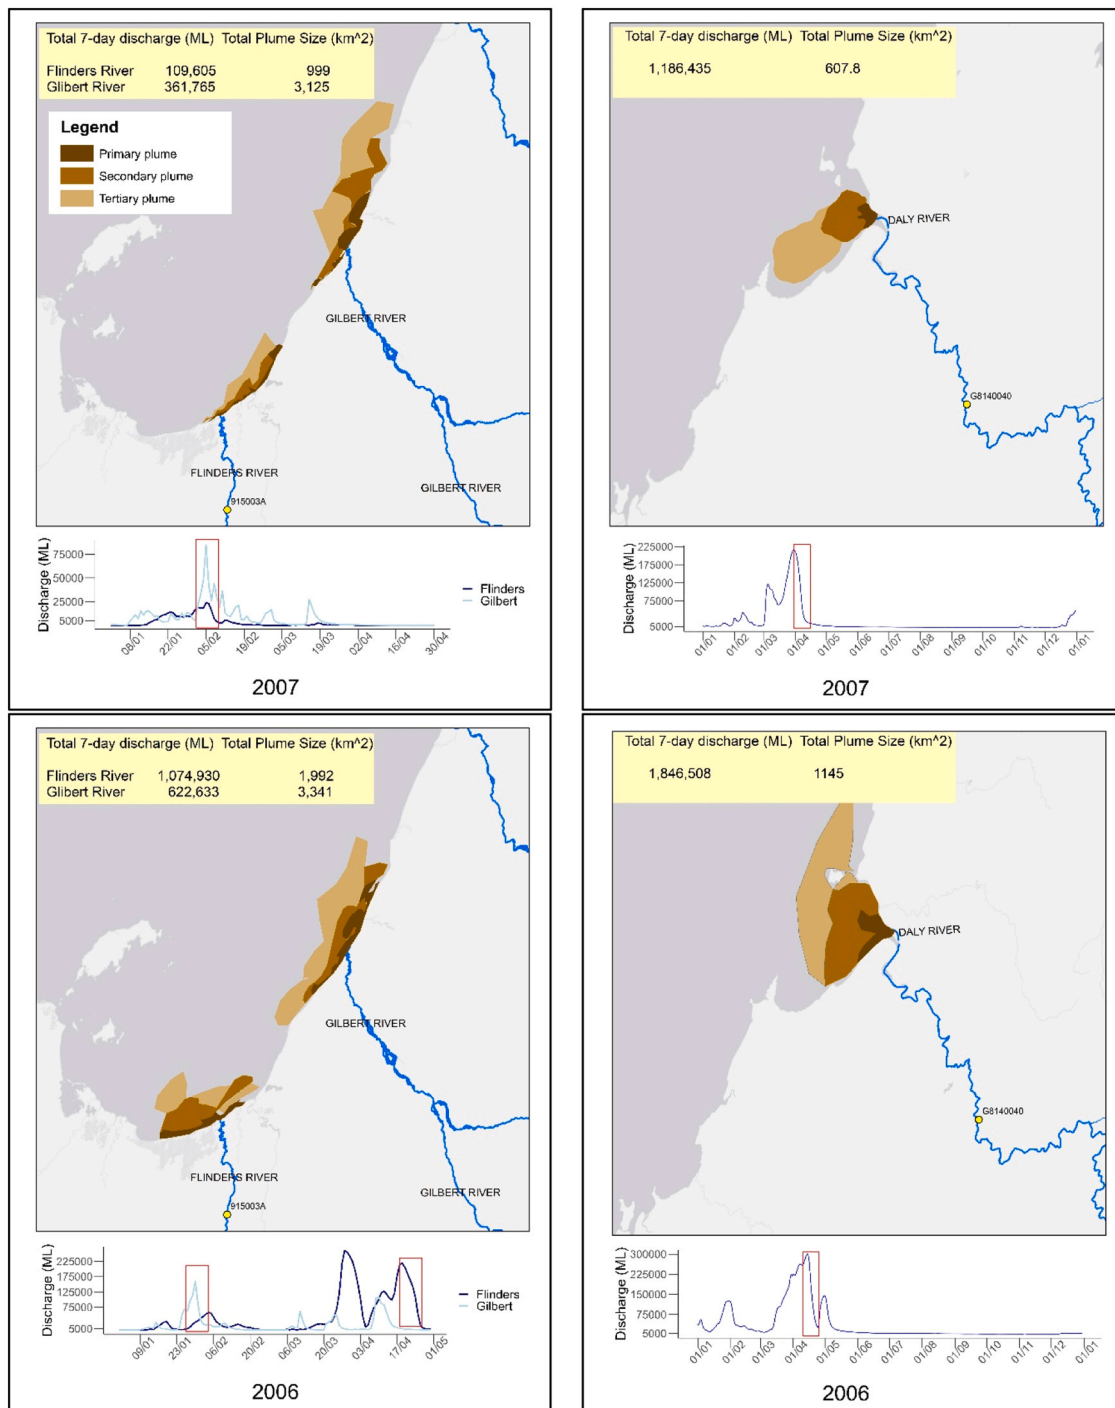 Total 7-day discharge (ML) Total Plume Size (km^2)
Flinders River 109,605 999
Glibert River 361,765 3,125
Legend
Primary plume
Secondary plume
Tertiary plume
GILBERT RIVER
FLINDERS RIVER
GILBERT RIVER
915003A
Discharge (ML)
75000
50000
25000
5000
Flinders
Gilbert
08/01 22/01 05/02 19/02 05/03 19/03 02/04 16/04 30/04
2007
Total 7-day discharge (ML) Total Plume Size (km^2)
1,186,435 607.8
DALY RIVER
G8140040
Discharge (ML)
225000
175000
125000
75000
5000
01/01 01/02 01/03 01/04 01/05 01/06 01/07 01/08 01/09 01/10 01/11 01/12 01/01
2007
Total 7-day discharge (ML) Total Plume Size (km^2)
Flinders River 1,074,930 1,992
Glibert River 622,633 3,341
GILBERT RIVER
FLINDERS RIVER
GILBERT RIVER
915003A
Discharge (ML)
225000
175000
125000
75000
5000
Flinders
Gilbert
09/01 23/01 06/02 20/02 06/03 20/03 03/04 17/04 01/05
2006
Total 7-day discharge (ML) Total Plume Size (km^2)
1,846,508 1145
DALY RIVER
G8140040
Discharge (ML)
300000
225000
150000
75000
5000
01/01 01/02 01/03 01/04 01/05 01/06 01/07 01/08 01/09 01/10 01/11 01/12 01/01
2006